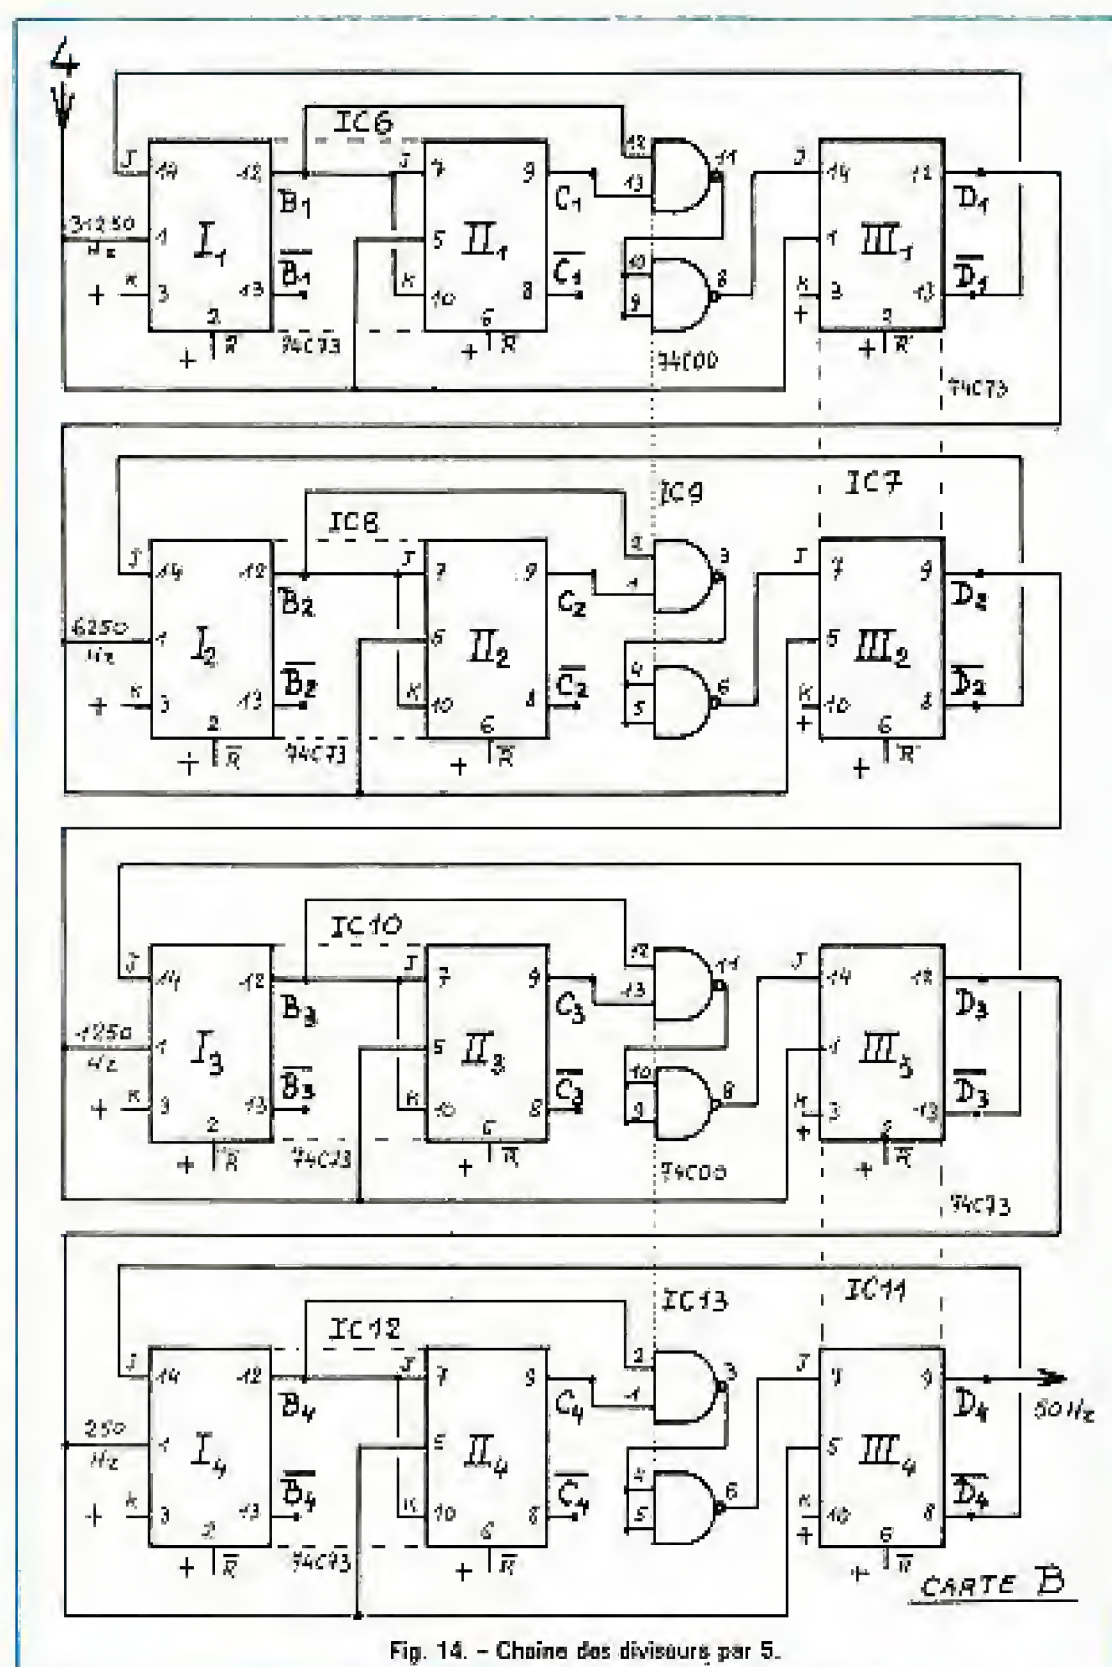 4
IC6
J 14 12 B1 J 7 9 C1 12 13 11 J 14 12 D1
31250 Hz 1 I1 5 II1 1 III1
+ K 3 13 B̅1̅ K 10 8 C̅1̅ 10 9 8 K + 3 13 D̅1̅
2 + R̅ 74C73 6 + R̅ 74C00 2 + R̅ 74C73
IC9 IC7
IC8
J 14 12 B2 J 7 9 C2 2 1 3 J 7 9 D2
6250 Hz 1 I2 5 II2 5 III2
+ K 3 13 B̅2̅ K 10 8 C̅2̅ 4 5 6 K + 10 8 D̅2̅
2 + R̅ 74C73 6 + R̅ 6 + R̅
IC10
J 14 12 B3 J 7 9 C3 12 13 11 J 14 12 D3
1250 Hz 1 I3 5 II3 1 III3
+ K 3 13 B̅3̅ K 10 8 C̅3̅ 10 9 8 K + 3 13 D̅3̅
2 + R̅ 74C73 6 + R̅ 74C00 2 + R̅ 74C73
IC13 IC11
IC12
J 14 12 B4 J 7 9 C4 2 1 3 J 7 9 D4 50 Hz
250 Hz 1 I4 5 II4 5 III4
+ K 3 13 B̅4̅ K 10 8 C̅4̅ 4 5 6 K + 10 8 D̅4̅
2 + R̅ 74C73 6 + R̅ 6 + R̅
CARTE B
Fig. 14. – Chaîne des diviseurs par 5.